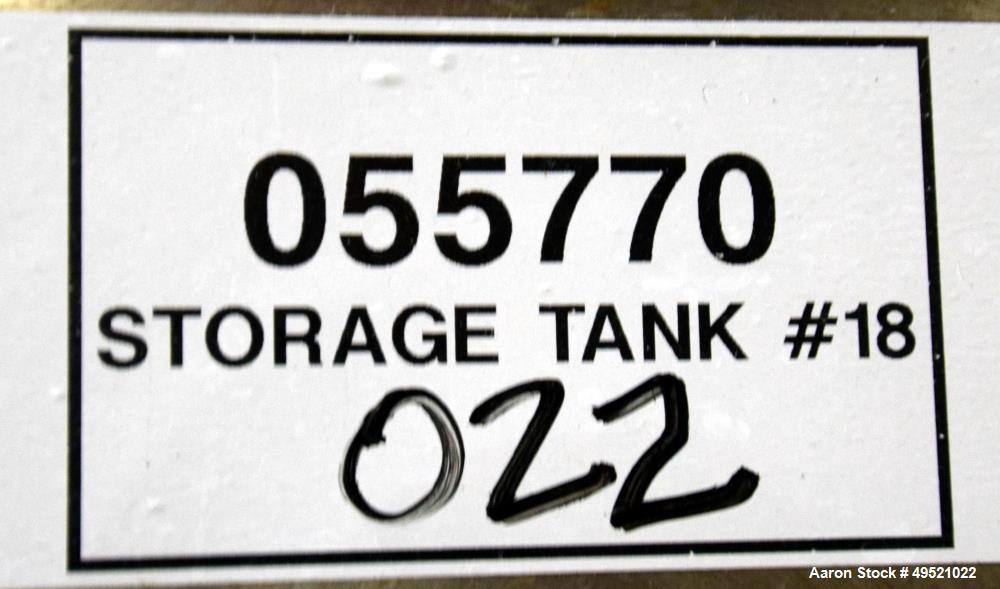 055770
STORAGE TANK #18
022
Aaron Stock # 49521022